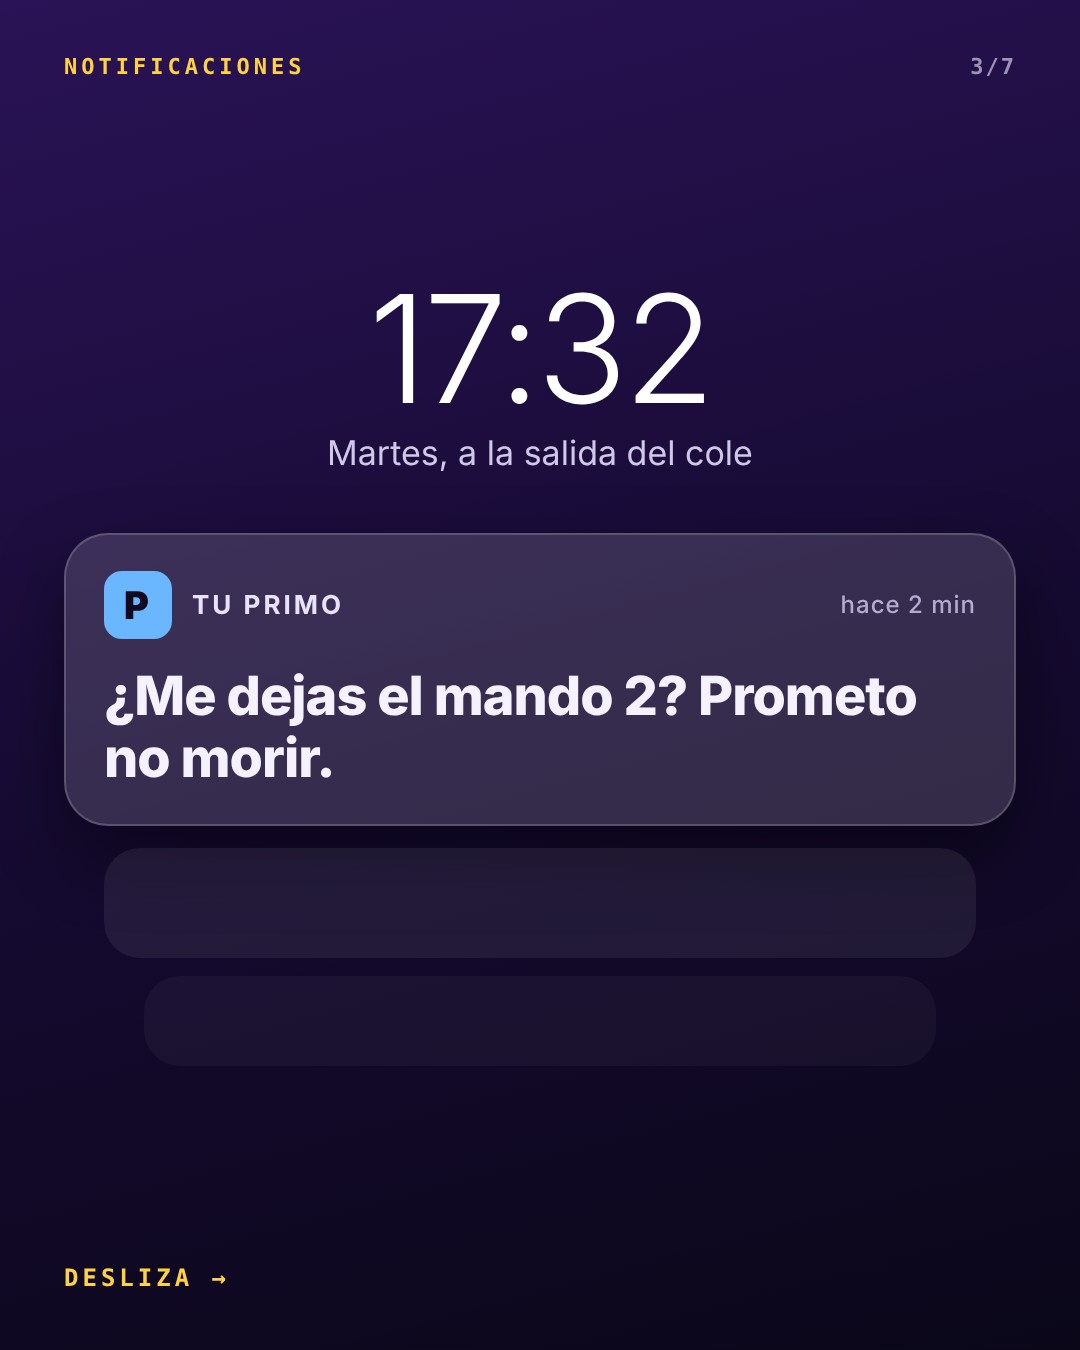 NOTIFICACIONES
3/7
17:32
Martes, a la salida del cole
P
TU PRIMO
hace 2 min
¿Me dejas el mando 2? Prometo
no morir.
DESLIZA →